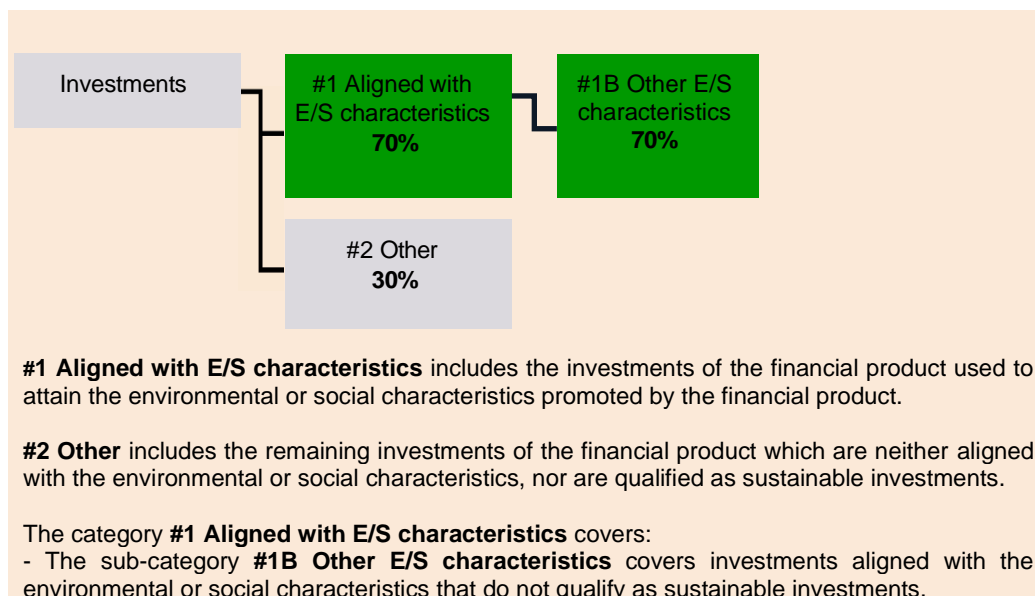 Investments
#1 Aligned with
E/S characteristics
70%
#1B Other E/S
characteristics
70%
#2 Other
30%
#1 Aligned with E/S characteristics includes the investments of the financial product used to
attain the environmental or social characteristics promoted by the financial product.
#2 Other includes the remaining investments of the financial product which are neither aligned
with the environmental or social characteristics, nor are qualified as sustainable investments.
The category #1 Aligned with E/S characteristics covers:
- The sub-category #1B Other E/S characteristics covers investments aligned with the
environmental or social characteristics that do not qualify as sustainable investments.